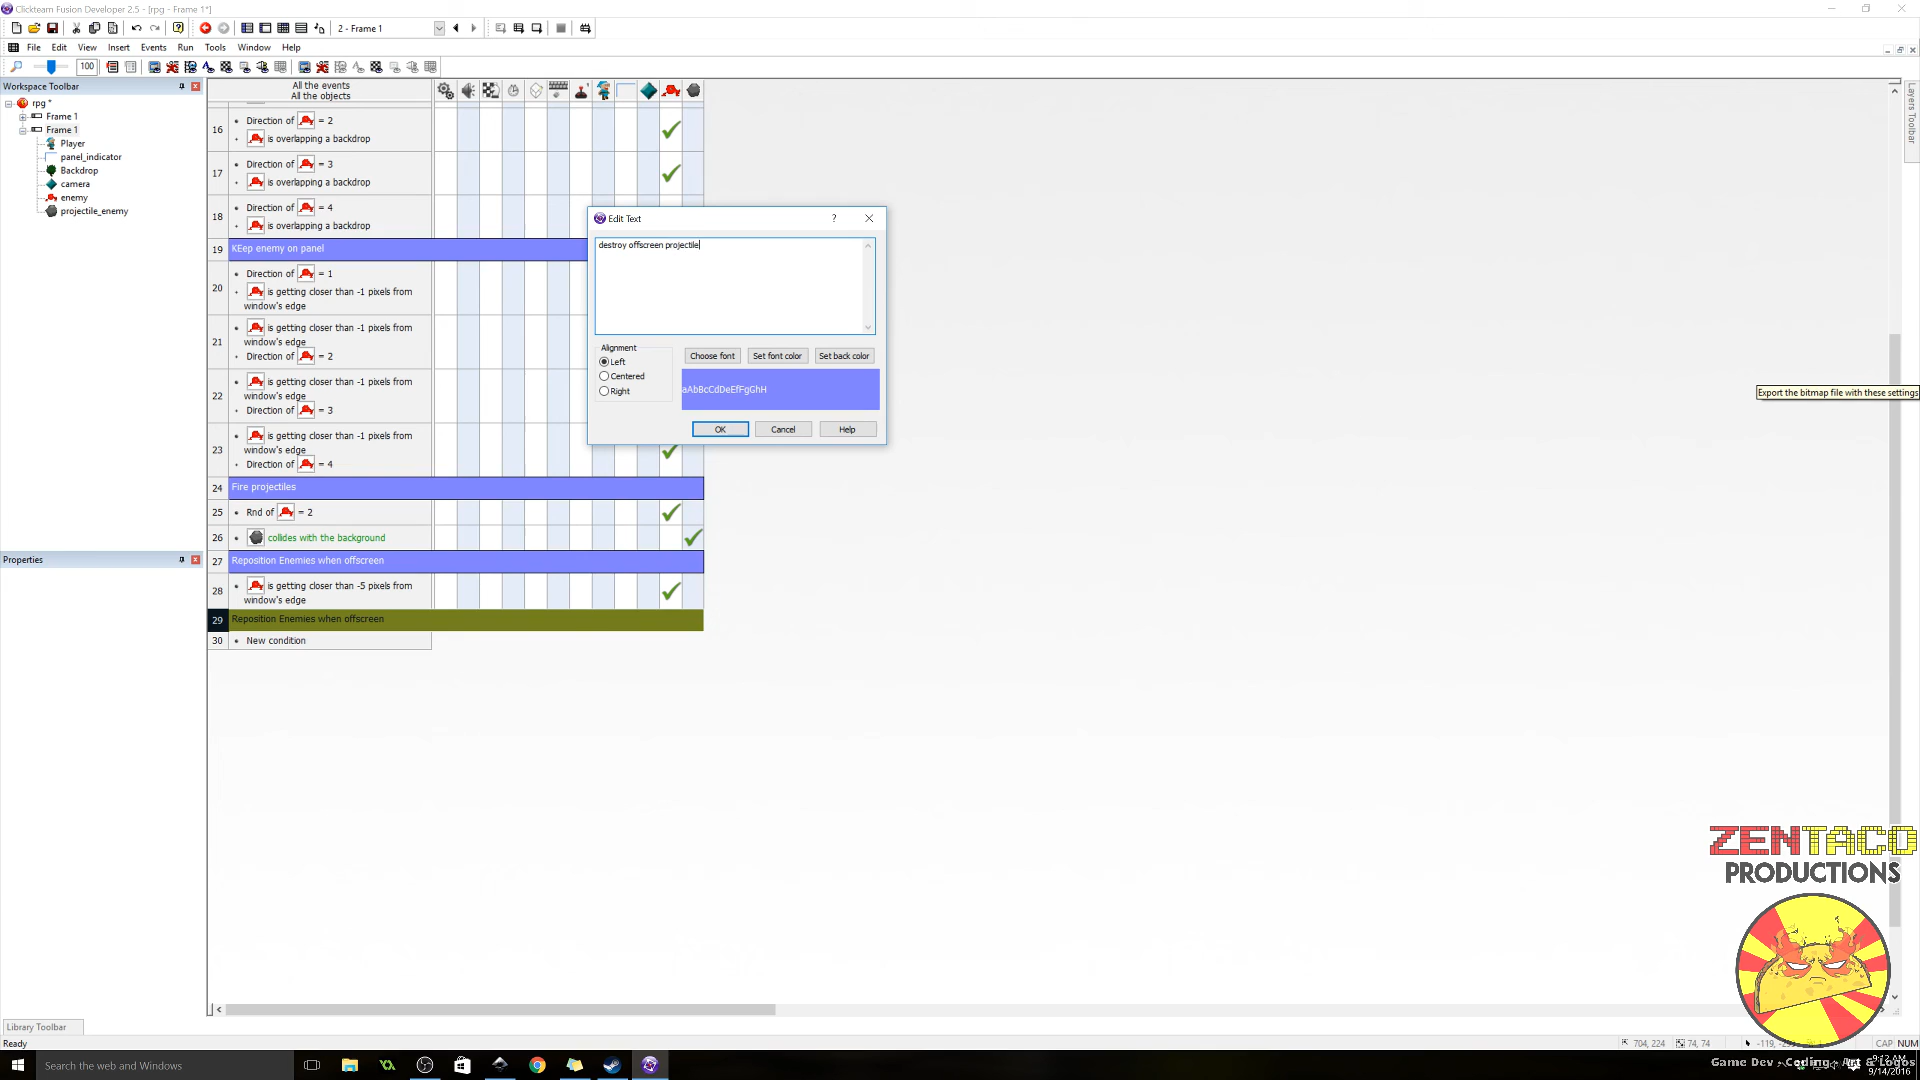 Clickteam Fusion Developer 2.5 - [rpg - Frame 1*]
2 - Frame 1
File Edit View Insert Events Run Tools Window Help
100
Workspace Toolbar
rpg *
Frame 1
Frame 1
Player
panel_indicator
Backdrop
camera
enemy
projectile_enemy
Properties
Library Toolbar
Layers Toolbar
All the events
All the objects
16 Direction of = 2
is overlapping a backdrop
17 Direction of = 3
is overlapping a backdrop
18 Direction of = 4
is overlapping a backdrop
19 KEep enemy on panel
20 Direction of = 1
is getting closer than -1 pixels from
window's edge
21 is getting closer than -1 pixels from
window's edge
Direction of = 2
22 is getting closer than -1 pixels from
window's edge
Direction of = 3
23 is getting closer than -1 pixels from
window's edge
Direction of = 4
24 Fire projectiles
25 Rnd of = 2
26 collides with the background
27 Reposition Enemies when offscreen
28 is getting closer than -5 pixels from
window's edge
29 Reposition Enemies when offscreen
30 New condition
Edit Text
destroy offscreen projectile
Alignment
Left
Centered
Right
Choose font Set font color Set back color
aAbBcCdDeEfFgGhH
OK Cancel Help
Export the bitmap file with these settings
ZENTACO
PRODUCTIONS
Game Dev - Coding - Art & Logos
Ready
704, 224 74, 74
CAP NUM
Search the web and Windows
9:12 AM
9/14/2016